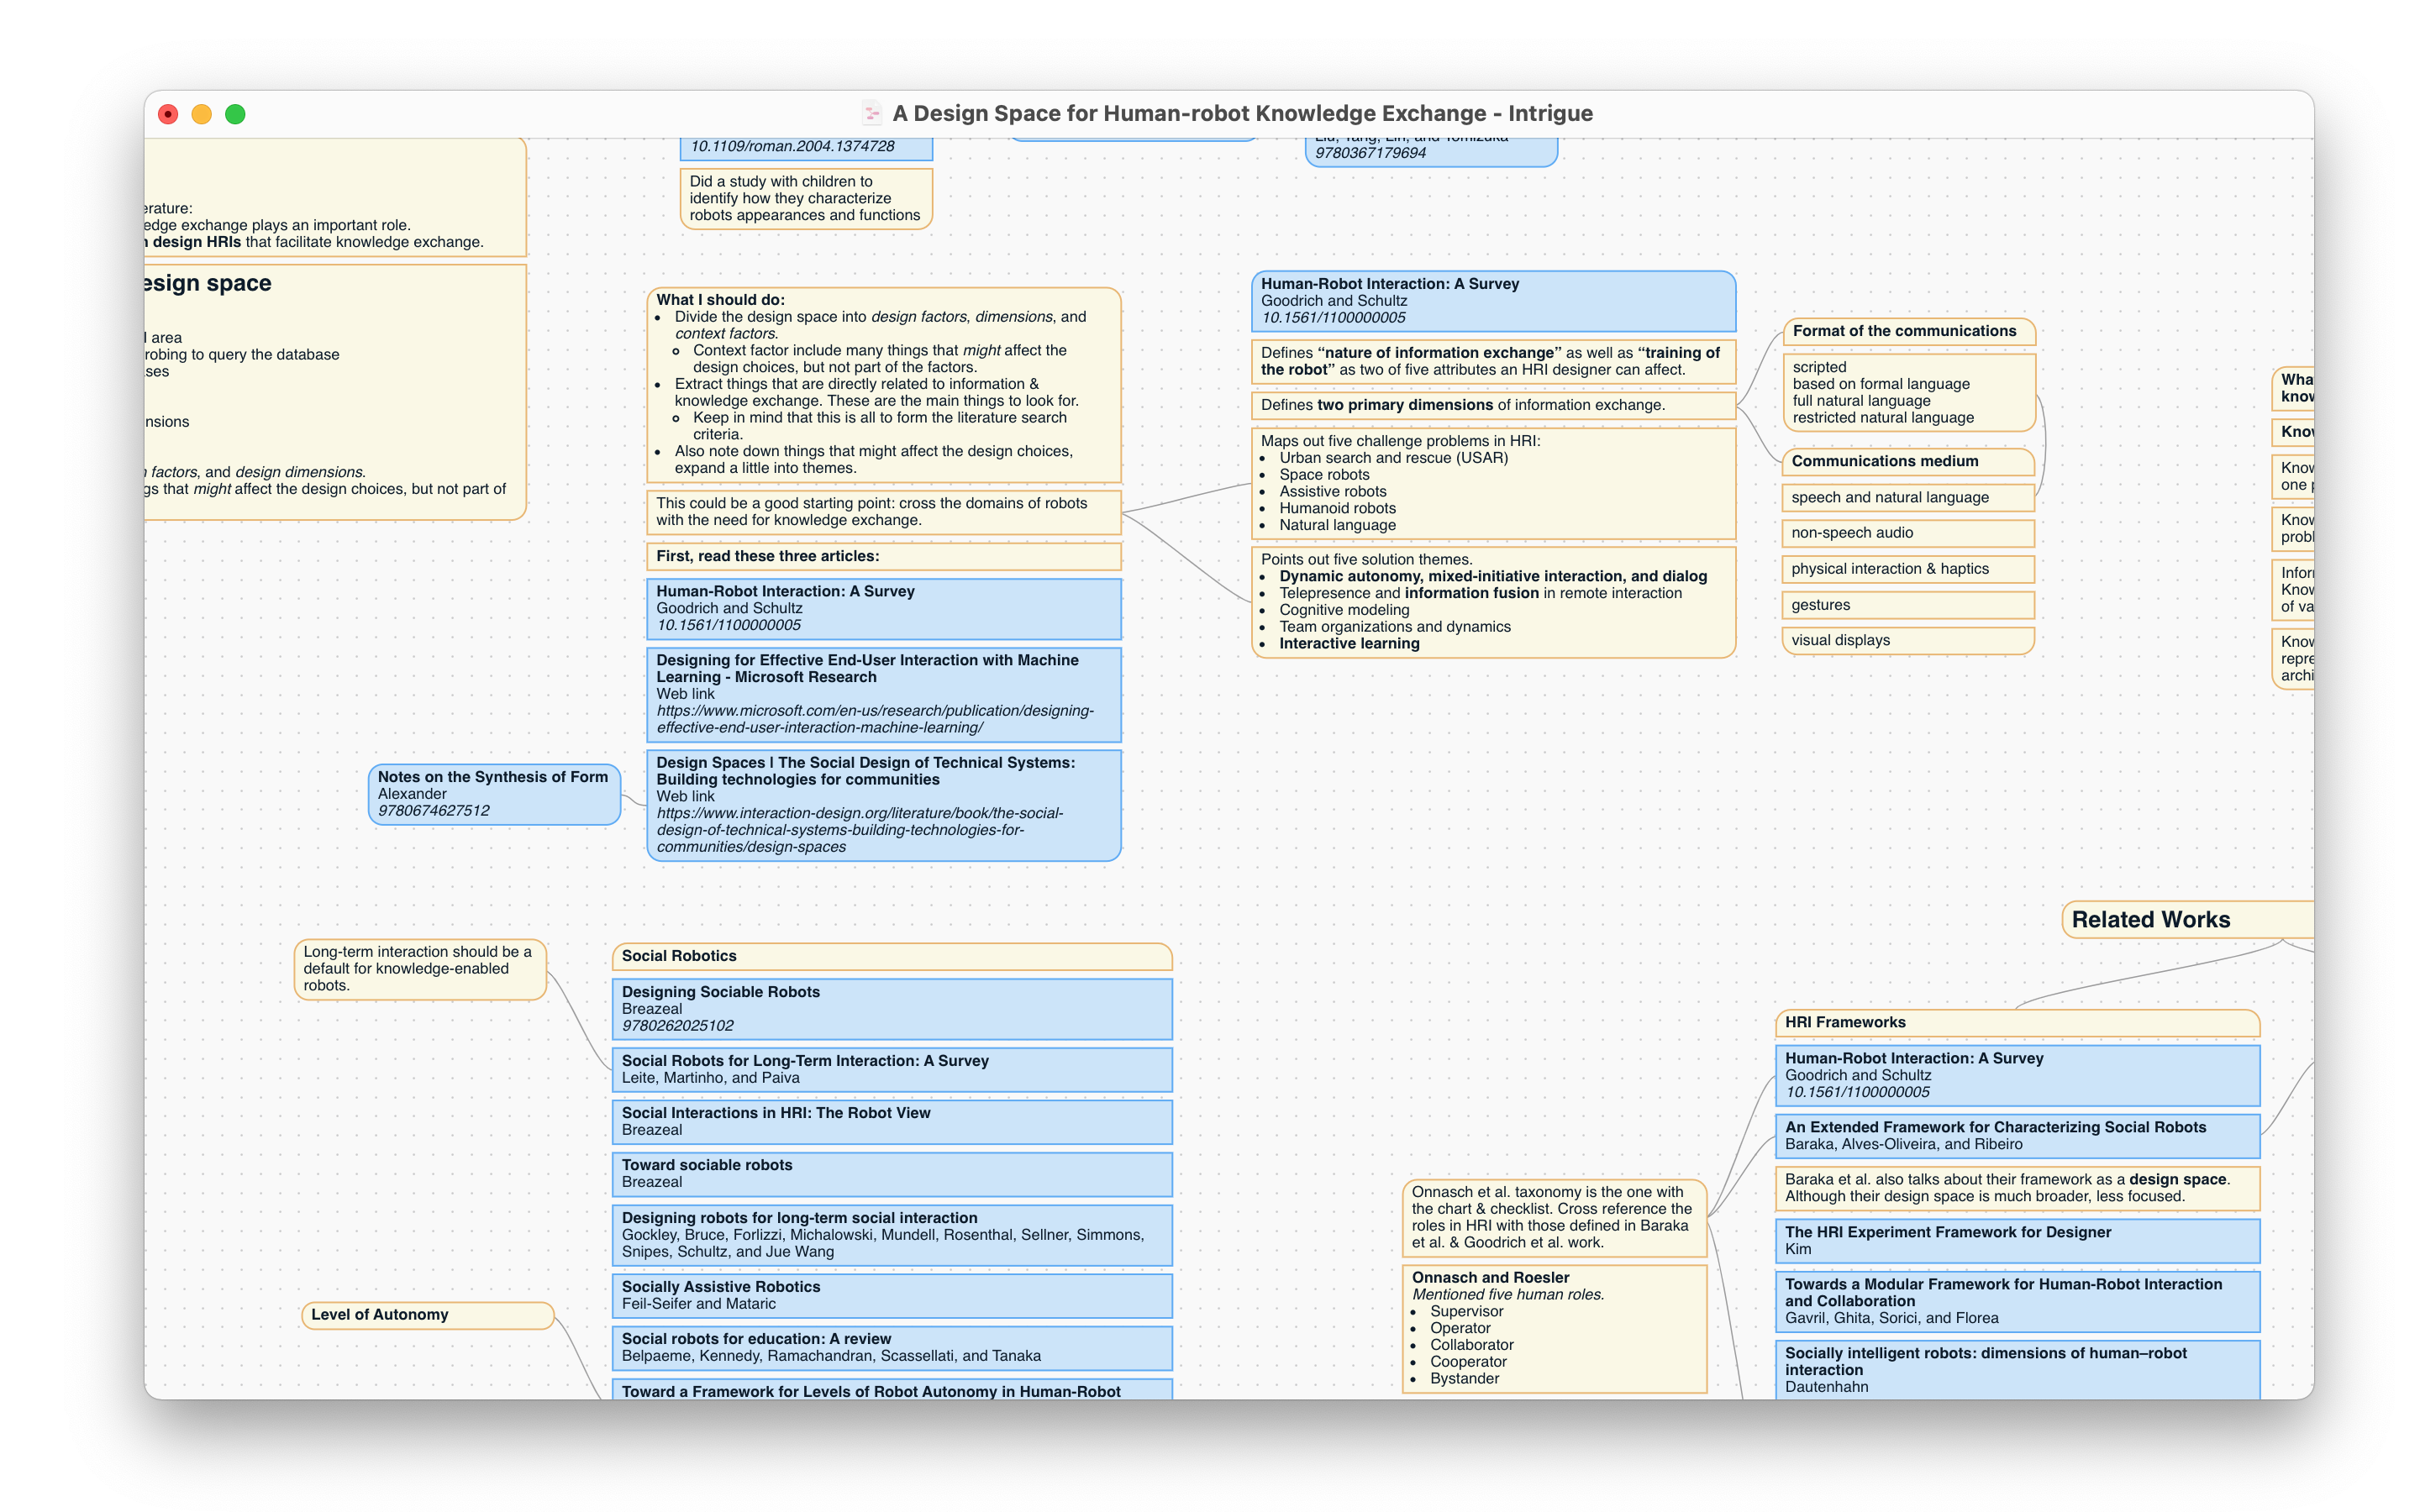 A Design Space for Human-robot Knowledge Exchange - Intrigue
erature:
edge exchange plays an important role.
design HRIs that facilitate knowledge exchange.
esign space
area
robing to query the database
ses
nsions
factors, and design dimensions.
gs that might affect the design choices, but not part of
10.1109/roman.2004.1374728
Did a study with children to
identify how they characterize
robots appearances and functions
Liu, Tang, Lin, and Tomizuka
9780367179694
What I should do:
• Divide the design space into design factors, dimensions, and
context factors.
Context factor include many things that might affect the
design choices, but not part of the factors.
• Extract things that are directly related to information &
knowledge exchange. These are the main things to look for.
Keep in mind that this is all to form the literature search
criteria.
• Also note down things that might affect the design choices,
expand a little into themes.
This could be a good starting point: cross the domains of robots
with the need for knowledge exchange.
First, read these three articles:
Human-Robot Interaction: A Survey
Goodrich and Schultz
10.1561/1100000005
Designing for Effective End-User Interaction with Machine
Learning - Microsoft Research
Web link
https://www.microsoft.com/en-us/research/publication/designing-
effective-end-user-interaction-machine-learning/
Design Spaces | The Social Design of Technical Systems:
Building technologies for communities
Web link
https://www.interaction-design.org/literature/book/the-social-
design-of-technical-systems-building-technologies-for-
communities/design-spaces
Notes on the Synthesis of Form
Alexander
9780674627512
Human-Robot Interaction: A Survey
Goodrich and Schultz
10.1561/1100000005
Defines “nature of information exchange” as well as “training of
the robot” as two of five attributes an HRI designer can affect.
Defines two primary dimensions of information exchange.
Maps out five challenge problems in HRI:
• Urban search and rescue (USAR)
• Space robots
• Assistive robots
• Humanoid robots
• Natural language
Points out five solution themes.
• Dynamic autonomy, mixed-initiative interaction, and dialog
• Telepresence and information fusion in remote interaction
• Cognitive modeling
• Team organizations and dynamics
• Interactive learning
Format of the communications
scripted
based on formal language
full natural language
restricted natural language
Communications medium
speech and natural language
non-speech audio
physical interaction & haptics
gestures
visual displays
Wha
know
Know
Know
one
Know
probl
Infor
Know
of va
Know
repre
archi
Long-term interaction should be a
default for knowledge-enabled
robots.
Level of Autonomy
Social Robotics
Designing Sociable Robots
Breazeal
9780262025102
Social Robots for Long-Term Interaction: A Survey
Leite, Martinho, and Paiva
Social Interactions in HRI: The Robot View
Breazeal
Toward sociable robots
Breazeal
Designing robots for long-term social interaction
Gockley, Bruce, Forlizzi, Michalowski, Mundell, Rosenthal, Sellner, Simmons,
Snipes, Schultz, and Jue Wang
Socially Assistive Robotics
Feil-Seifer and Mataric
Social robots for education: A review
Belpaeme, Kennedy, Ramachandran, Scassellati, and Tanaka
Toward a Framework for Levels of Robot Autonomy in Human-Robot
Onnasch et al. taxonomy is the one with
the chart & checklist. Cross reference the
roles in HRI with those defined in Baraka
et al. & Goodrich et al. work.
Onnasch and Roesler
Mentioned five human roles.
• Supervisor
• Operator
• Collaborator
• Cooperator
• Bystander
Related Works
HRI Frameworks
Human-Robot Interaction: A Survey
Goodrich and Schultz
10.1561/1100000005
An Extended Framework for Characterizing Social Robots
Baraka, Alves-Oliveira, and Ribeiro
Baraka et al. also talks about their framework as a design space.
Although their design space is much broader, less focused.
The HRI Experiment Framework for Designer
Kim
Towards a Modular Framework for Human-Robot Interaction
and Collaboration
Gavril, Ghita, Sorici, and Florea
Socially intelligent robots: dimensions of human–robot
interaction
Dautenhahn